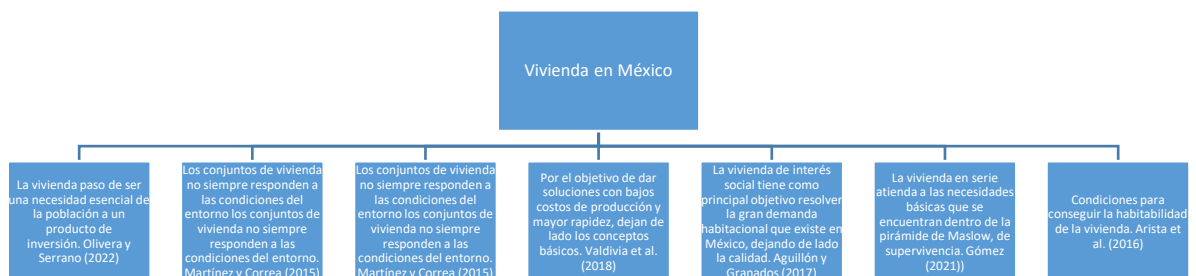 Vivienda en México
La vivienda paso de ser
una necesidad esencial de
la población a un
producto de
inversión. Olivera y
Serrano (2022)
Los conjuntos de vivienda
no siempre responden a
las condiciones del
entorno los conjuntos de
vivienda no siempre
responden a las
condiciones del entorno.
Martínez y Correa (2015)
Los conjuntos de vivienda
no siempre responden a
las condiciones del
entorno los conjuntos de
vivienda no siempre
responden a las
condiciones del entorno.
Martínez y Correa (2015)
Por el objetivo de dar
soluciones con bajos
costos de producción y
mayor rapidez, dejan de
lado los conceptos
básicos. Valdivia et al.
(2018)
La vivienda de interés
social tiene como
principal objetivo resolver
la gran demanda
habitacional que existe en
México, dejando de lado
la calidad. Aguillón y
Granados (2017)
La vivienda en serie
atienda a las necesidades
básicas que se
encuentran dentro de la
pirámide de Maslow, de
supervivencia. Gómez
(2021))
Condiciones para
conseguir la habitabilidad
de la vivienda. Arista et
al. (2016)